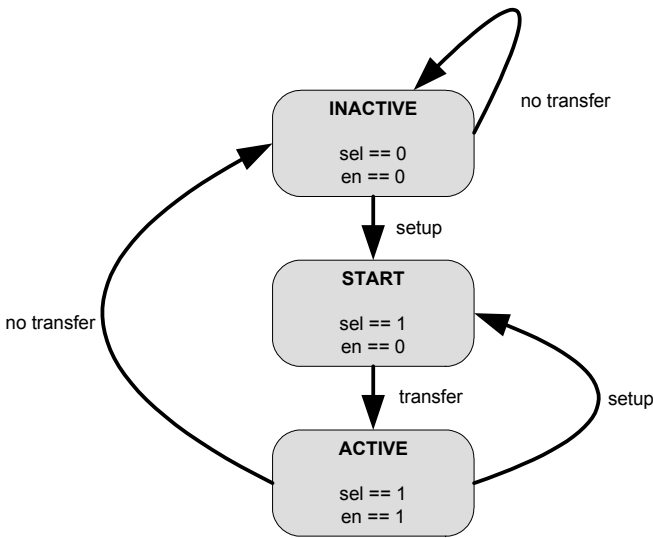 INACTIVE
sel == 0
en == 0
no transfer
setup
START
sel == 1
en == 0
no transfer
transfer
setup
ACTIVE
sel == 1
en == 1